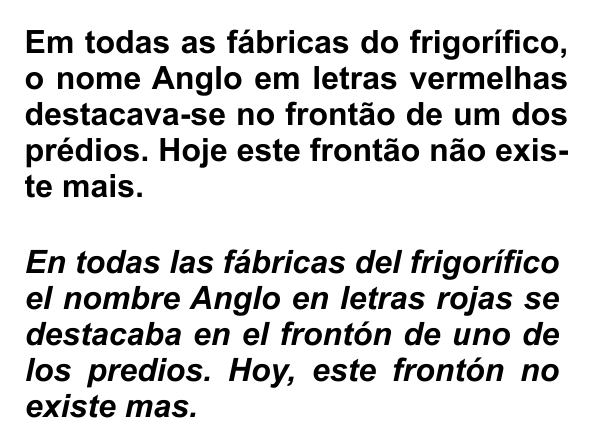 Em todas as fábricas do frigorífico,
o nome Anglo em letras vermelhas
destacava-se no frontão de um dos
prédios. Hoje este frontão não exis-
te mais.
En todas las fábricas del frigorífico
el nombre Anglo en letras rojas se
destacaba en el frontón de uno de
los predios. Hoy, este frontón no
existe mas.